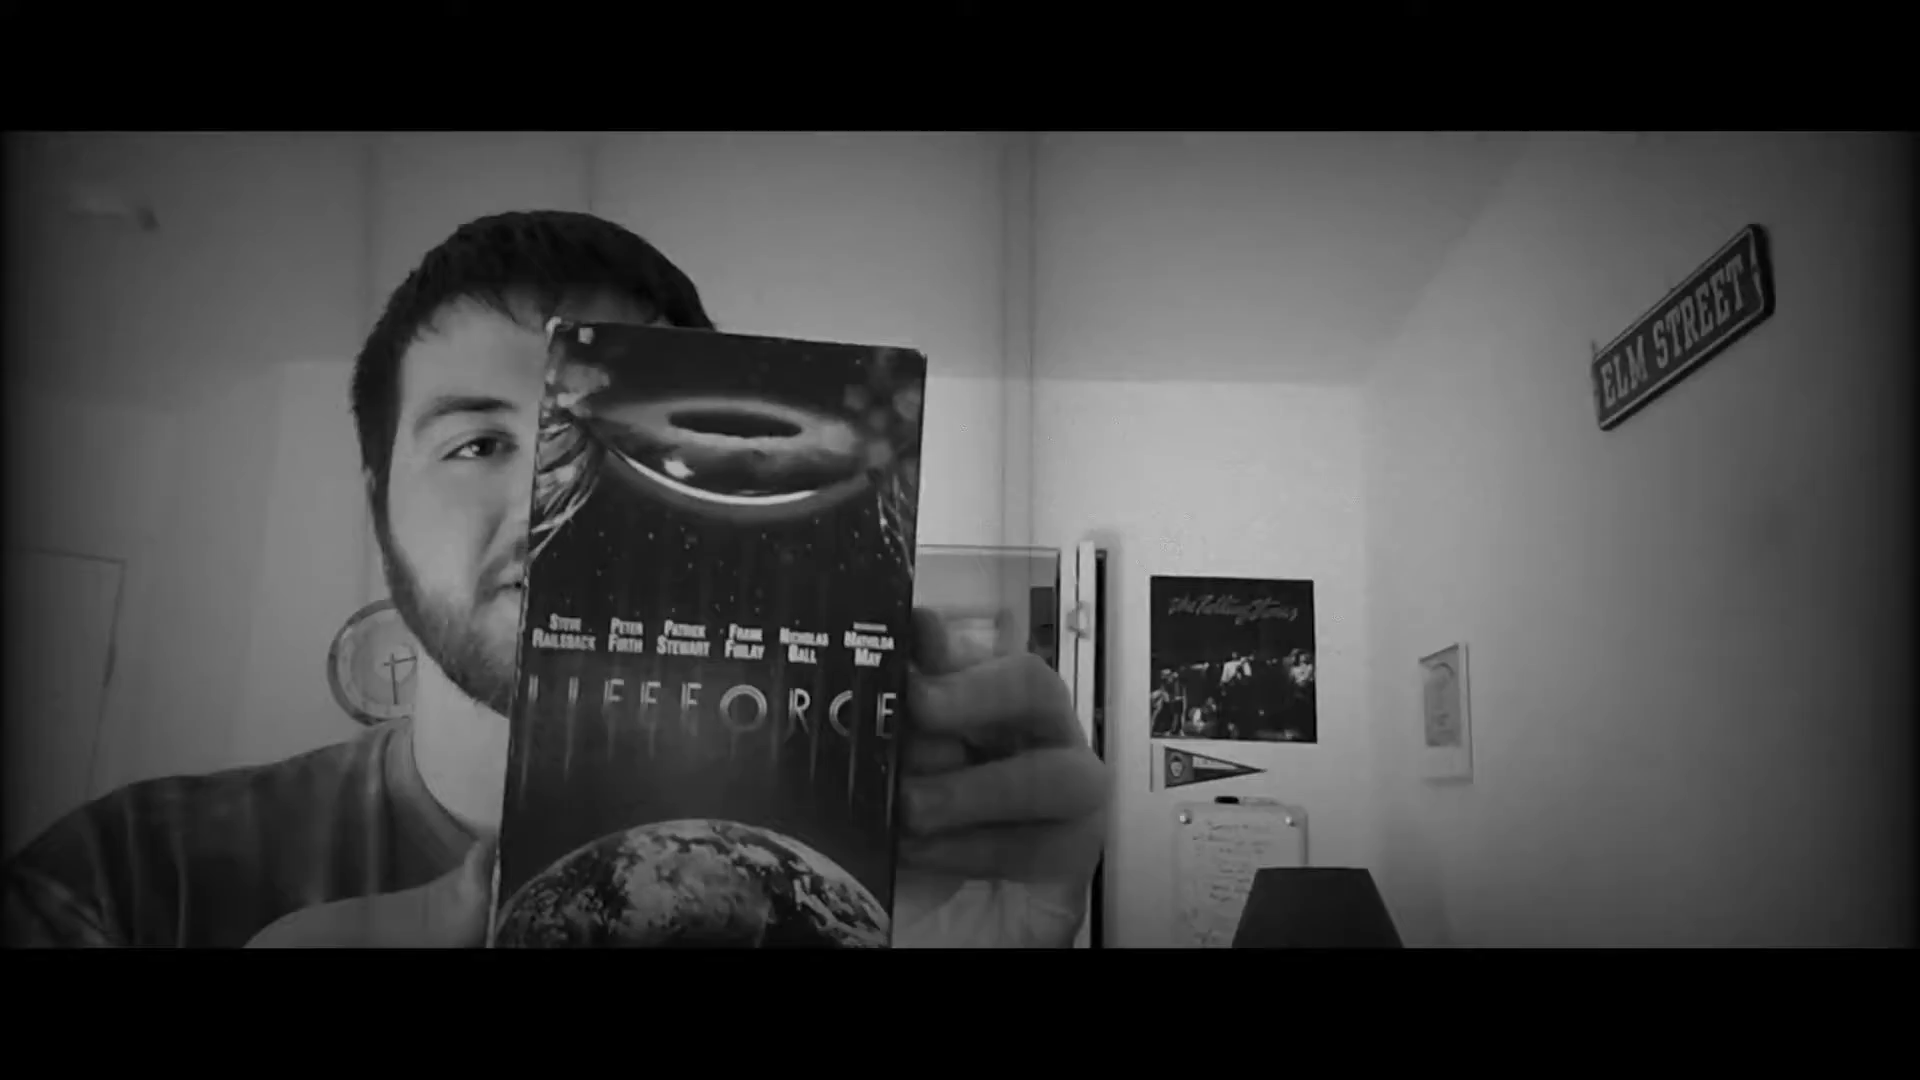 ELM STREET
STEVE RAILSBACK
PETER FIRTH
PATRICK STEWART
FRANK FINLAY
NICHOLAS BALL
MATHILDA MAY
LIFEFORCE
The Rolling Stones